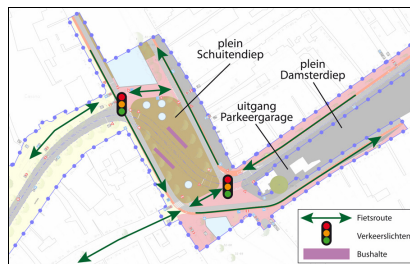 plein
Schuitendiep
plein
Damsterdiep
uitgang
Parkeergarage
Fietsroute
Verkeerslichten
Bushalte